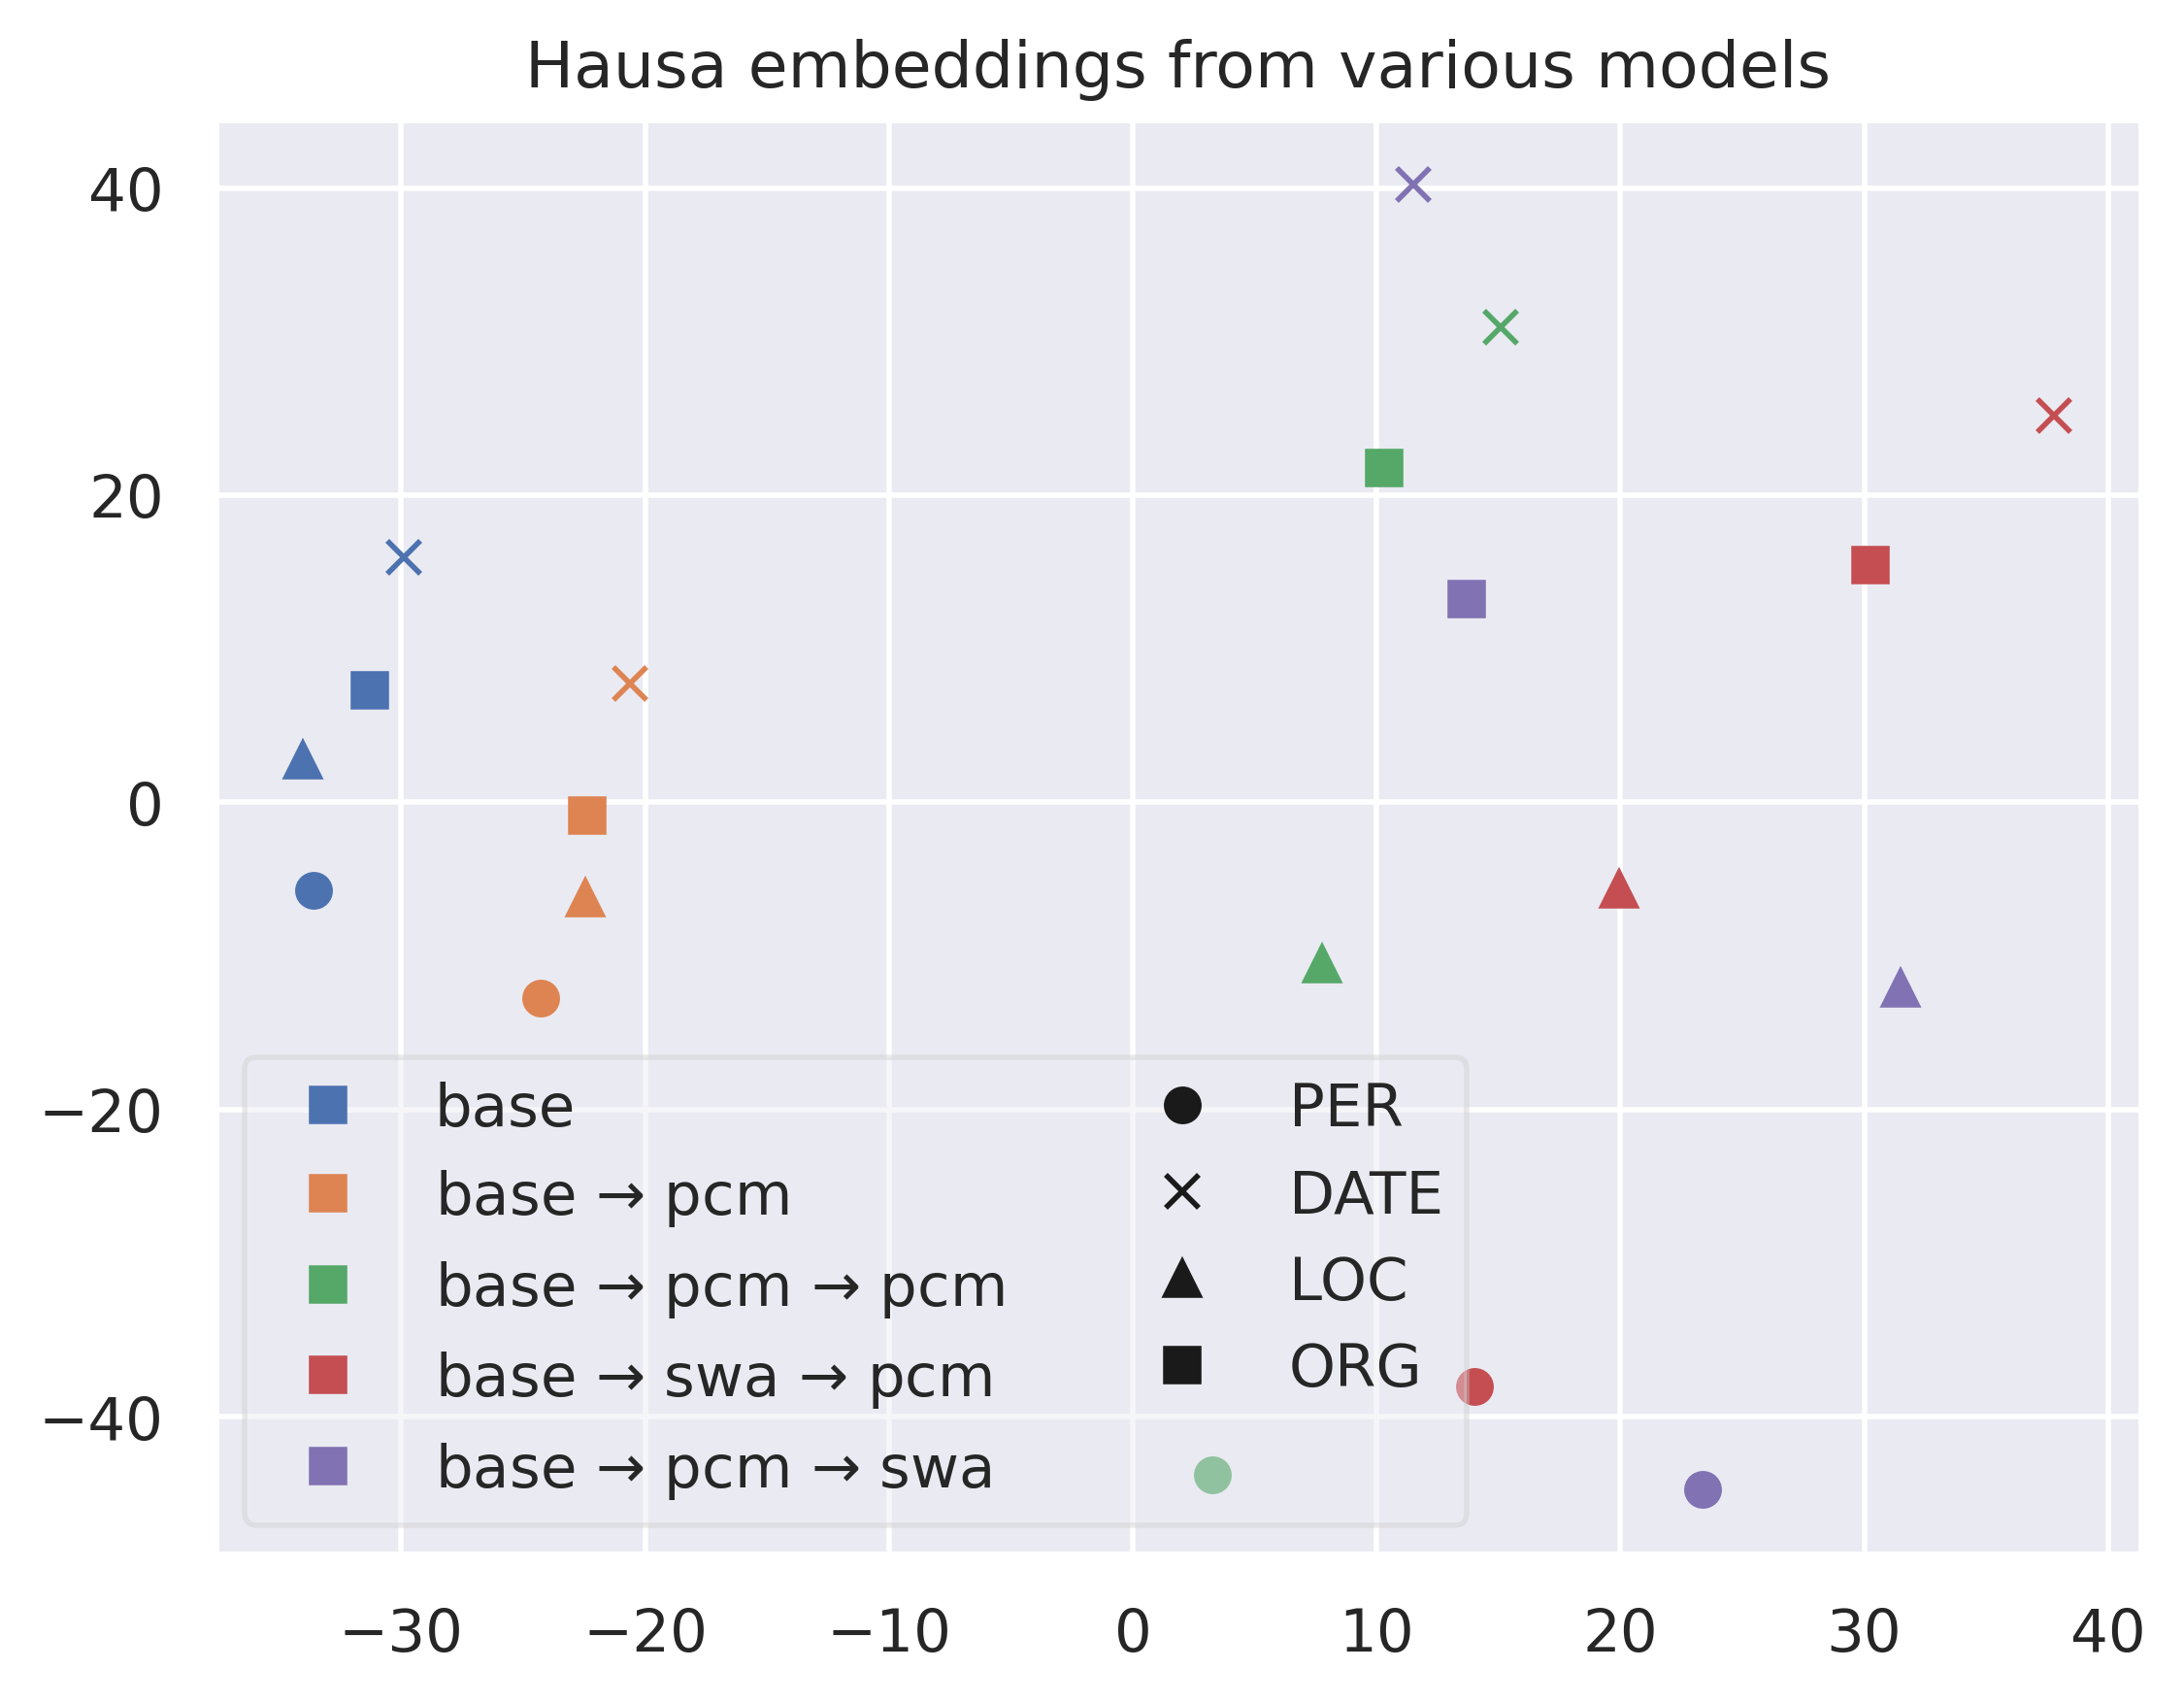 Hausa embeddings from various models
40
20
0
−20
−40
base
base → pcm
base → pcm → pcm
base → swa → pcm
base → pcm → swa
PER
DATE
LOC
ORG
−30 −20 −10 0 10 20 30 40